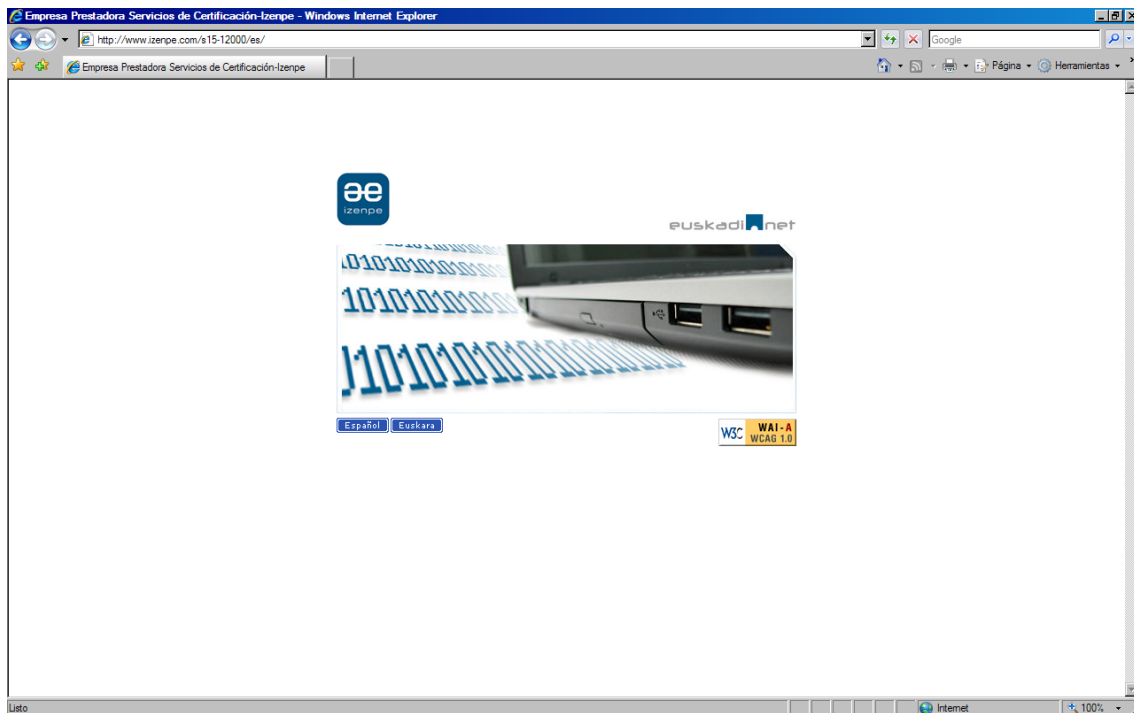 Empresa Prestadora Servicios de Certificación-Izenpe - Windows Internet Explorer
http://www.izenpe.com/s15-12000/es/
Google
Empresa Prestadora Servicios de Certificación-Izenpe
Página
Herramientas
izenpe
euskadi net
01010101010101
101010101010
Español
Euskara
W3C WAI-A
WCAG 1.0
Listo
Internet
100%